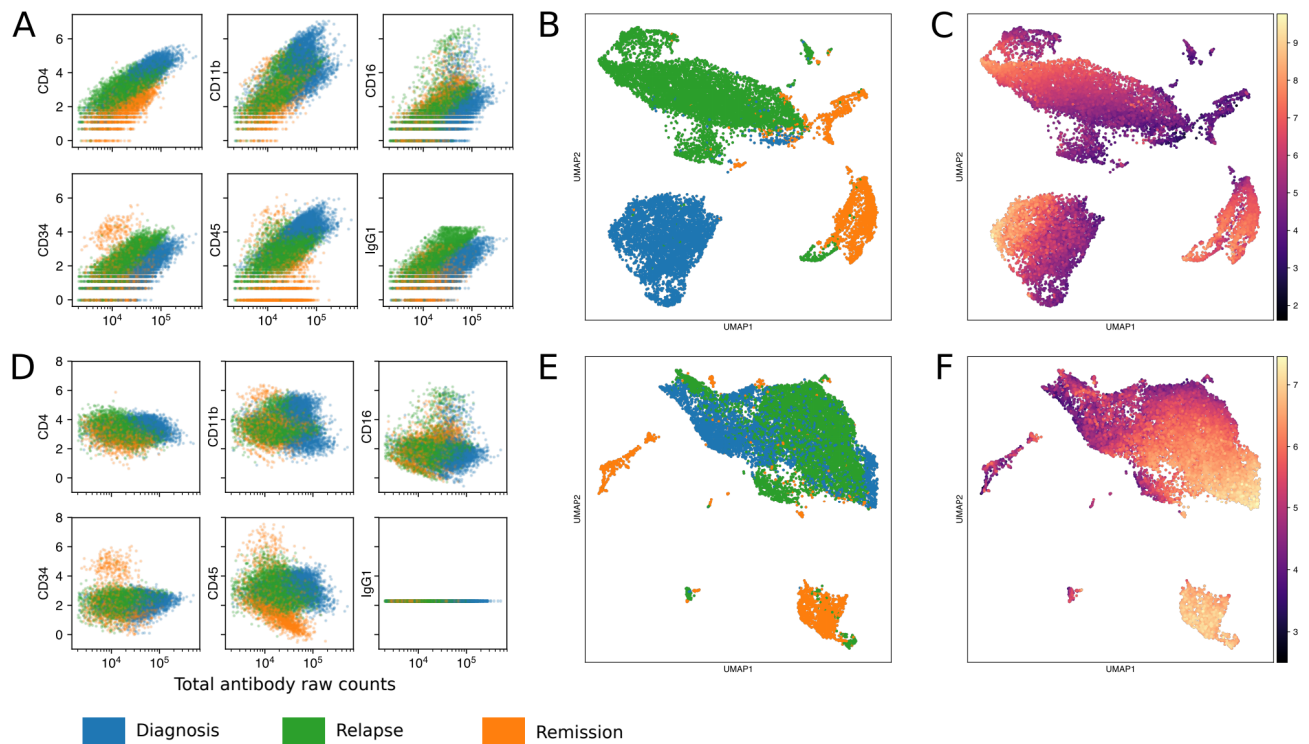 A
B
C
CD4
CD11b
CD16
6
4
2
0
CD34
CD45
IgG1
6
4
2
0
10⁴ 10⁵
10⁴ 10⁵
10⁴ 10⁵
UMAP2
UMAP1
UMAP2
UMAP1
9
8
7
6
5
4
3
2
D
E
F
CD4
CD11b
CD16
8
6
4
2
0
CD34
CD45
IgG1
8
6
4
2
0
10⁴ 10⁵
10⁴ 10⁵
10⁴ 10⁵
Total antibody raw counts
UMAP2
UMAP1
UMAP2
UMAP1
7
6
5
4
3
Diagnosis
Relapse
Remission